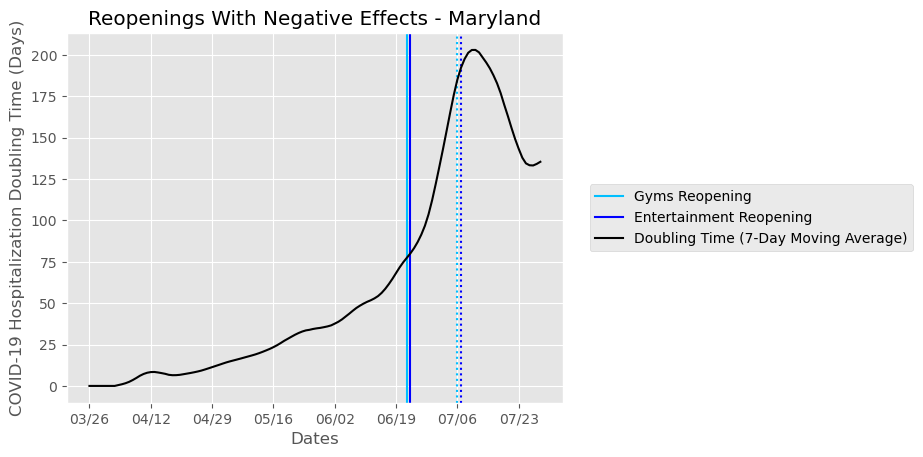 Reopenings With Negative Effects - Maryland
COVID-19 Hospitalization Doubling Time (Days)
200
175
150
125
100
75
50
25
0
03/26 04/12 04/29 05/16 06/02 06/19 07/06 07/23
Dates
Gyms Reopening
Entertainment Reopening
Doubling Time (7-Day Moving Average)